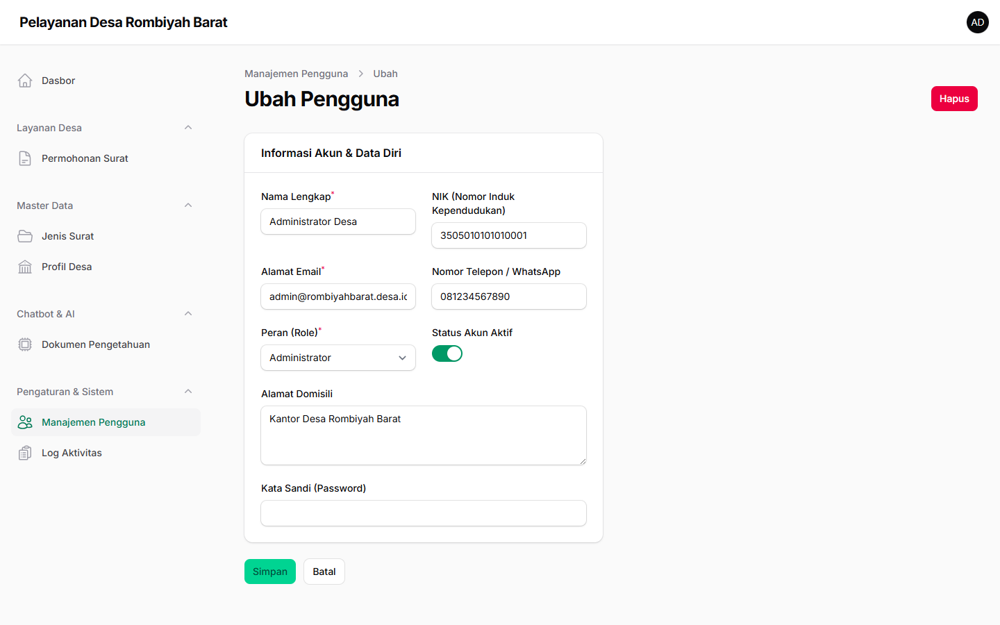 Pelayanan Desa Rombiyah Barat
AD
Dasbor
Layanan Desa
Permohonan Surat
Master Data
Jenis Surat
Profil Desa
Chatbot & AI
Dokumen Pengetahuan
Pengaturan & Sistem
Manajemen Pengguna
Log Aktivitas
Manajemen Pengguna > Ubah
Ubah Pengguna
Hapus
Informasi Akun & Data Diri
Nama Lengkap*
Administrator Desa
NIK (Nomor Induk
Kependudukan)
3505010101010001
Alamat Email*
admin@rombiyahbarat.desa.ic
Nomor Telepon / WhatsApp
081234567890
Peran (Role)*
Administrator
Status Akun Aktif
Alamat Domisili
Kantor Desa Rombiyah Barat
Kata Sandi (Password)
Simpan
Batal